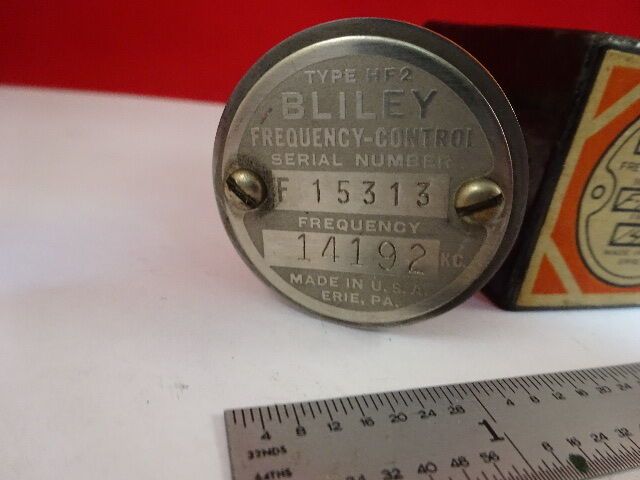 TYPE HF2
BLILEY
FREQUENCY-CONTROL
SERIAL NUMBER
F 15313
FREQUENCY
14192 KC.
MADE IN U.S.A.
ERIE, PA.
4 8 12 16 20 24 28 1 4 8 12 16 20 24 28
32NDS
64THS
8 16 24 32 40 48 56 8 16 24 32